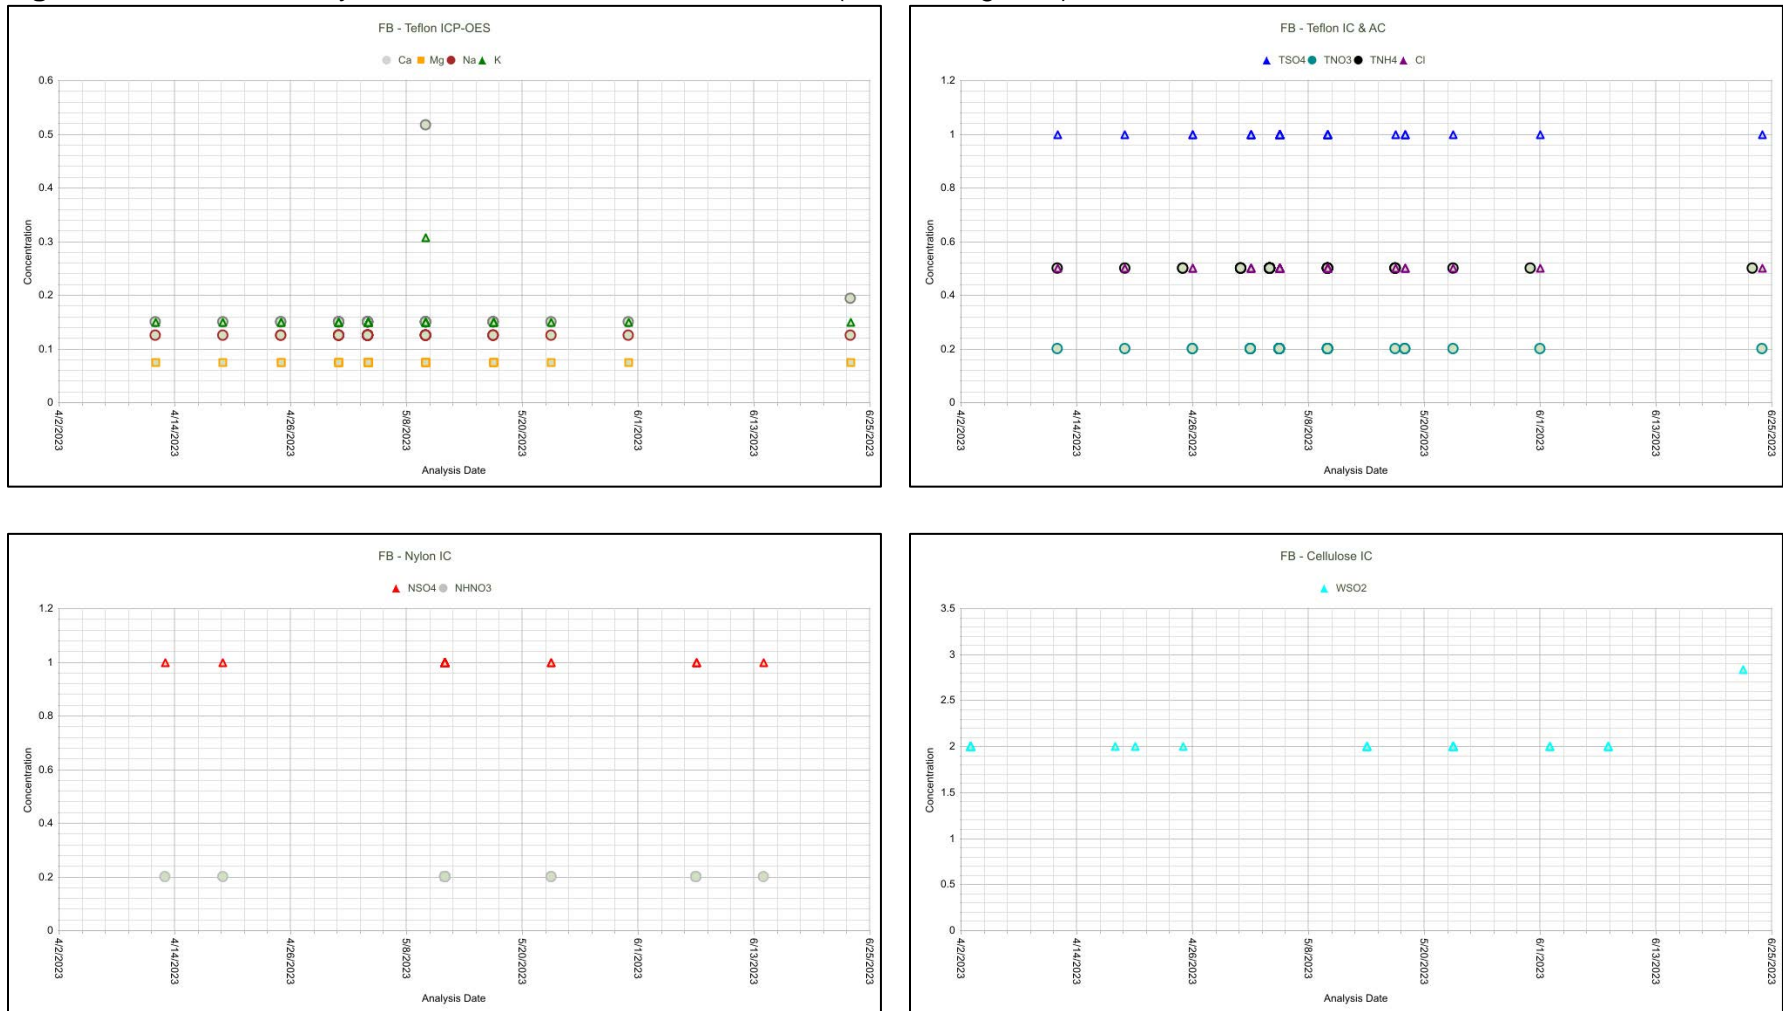 FB - Teflon ICP-OES
Ca Mg Na K
0.6
0.5
0.4
0.3
0.2
0.1
0
Concentration
4/2/2023 4/14/2023 4/26/2023 5/8/2023 5/20/2023 6/1/2023 6/13/2023 6/25/2023
Analysis Date
FB - Teflon IC & AC
TSO4 TNO3 TNH4 Cl
1.2
1
0.8
0.6
0.4
0.2
0
Concentration
4/2/2023 4/14/2023 4/26/2023 5/8/2023 5/20/2023 6/1/2023 6/13/2023 6/25/2023
Analysis Date
FB - Nylon IC
NSO4 NHNO3
1.2
1
0.8
0.6
0.4
0.2
0
Concentration
4/2/2023 4/14/2023 4/26/2023 5/8/2023 5/20/2023 6/1/2023 6/13/2023 6/25/2023
Analysis Date
FB - Cellulose IC
WSO2
3.5
3
2.5
2
1.5
1
0.5
0
Concentration
4/2/2023 4/14/2023 4/26/2023 5/8/2023 5/20/2023 6/1/2023 6/13/2023 6/25/2023
Analysis Date